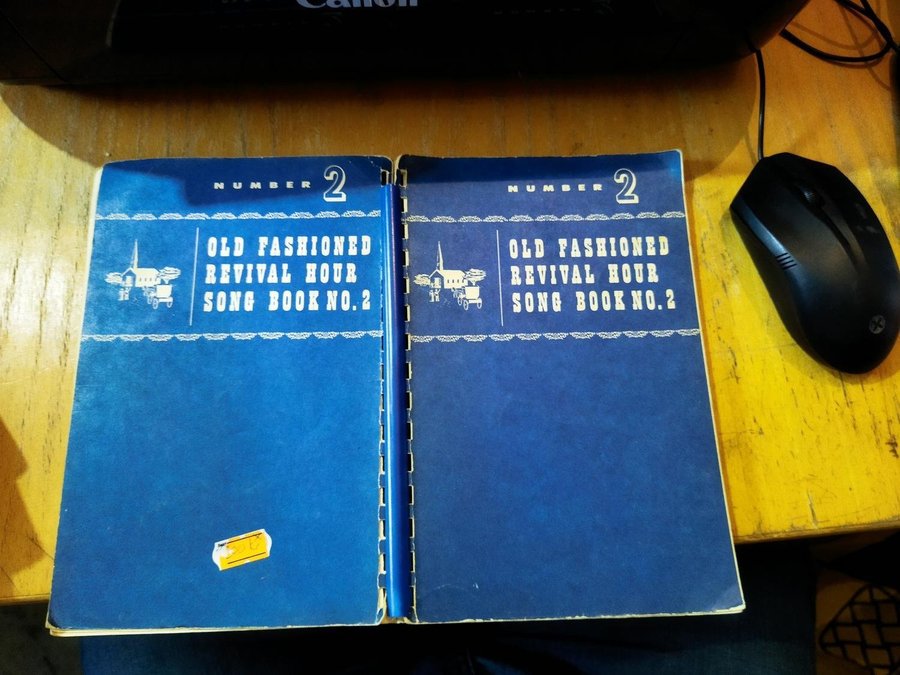 Canon
NUMBER 2
OLD FASHIONED
REVIVAL HOUR
SONG BOOK NO. 2
NUMBER 2
OLD FASHIONED
REVIVAL HOUR
SONG BOOK NO. 2